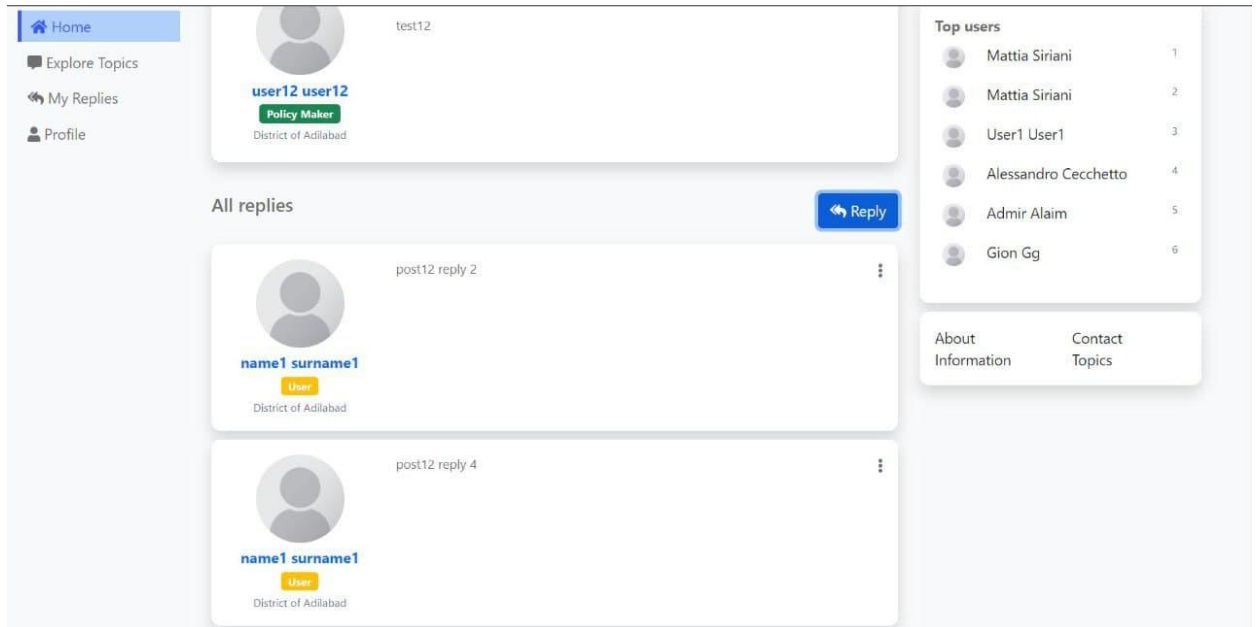 Home
Explore Topics
My Replies
Profile
test12
user12 user12
Policy Maker
District of Adilabad
All replies
Reply
post12 reply 2
name1 surname1
User
District of Adilabad
post12 reply 4
name1 surname1
User
District of Adilabad
Top users
Mattia Siriani 1
Mattia Siriani 2
User1 User1 3
Alessandro Cecchetto 4
Admir Alaim 5
Gion Gg 6
About Contact
Information Topics